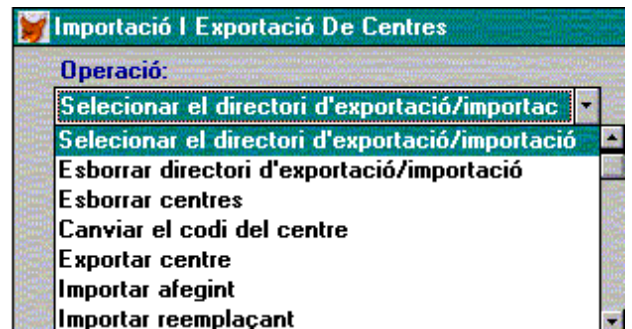 Importació I Exportació De Centres
Operació:
Selecionar el directori d'exportació/importac
Selecionar el directori d'exportació/importació
Esborrar directori d'exportació/importació
Esborrar centres
Canviar el codi del centre
Exportar centre
Importar afegint
Importar reemplaçant